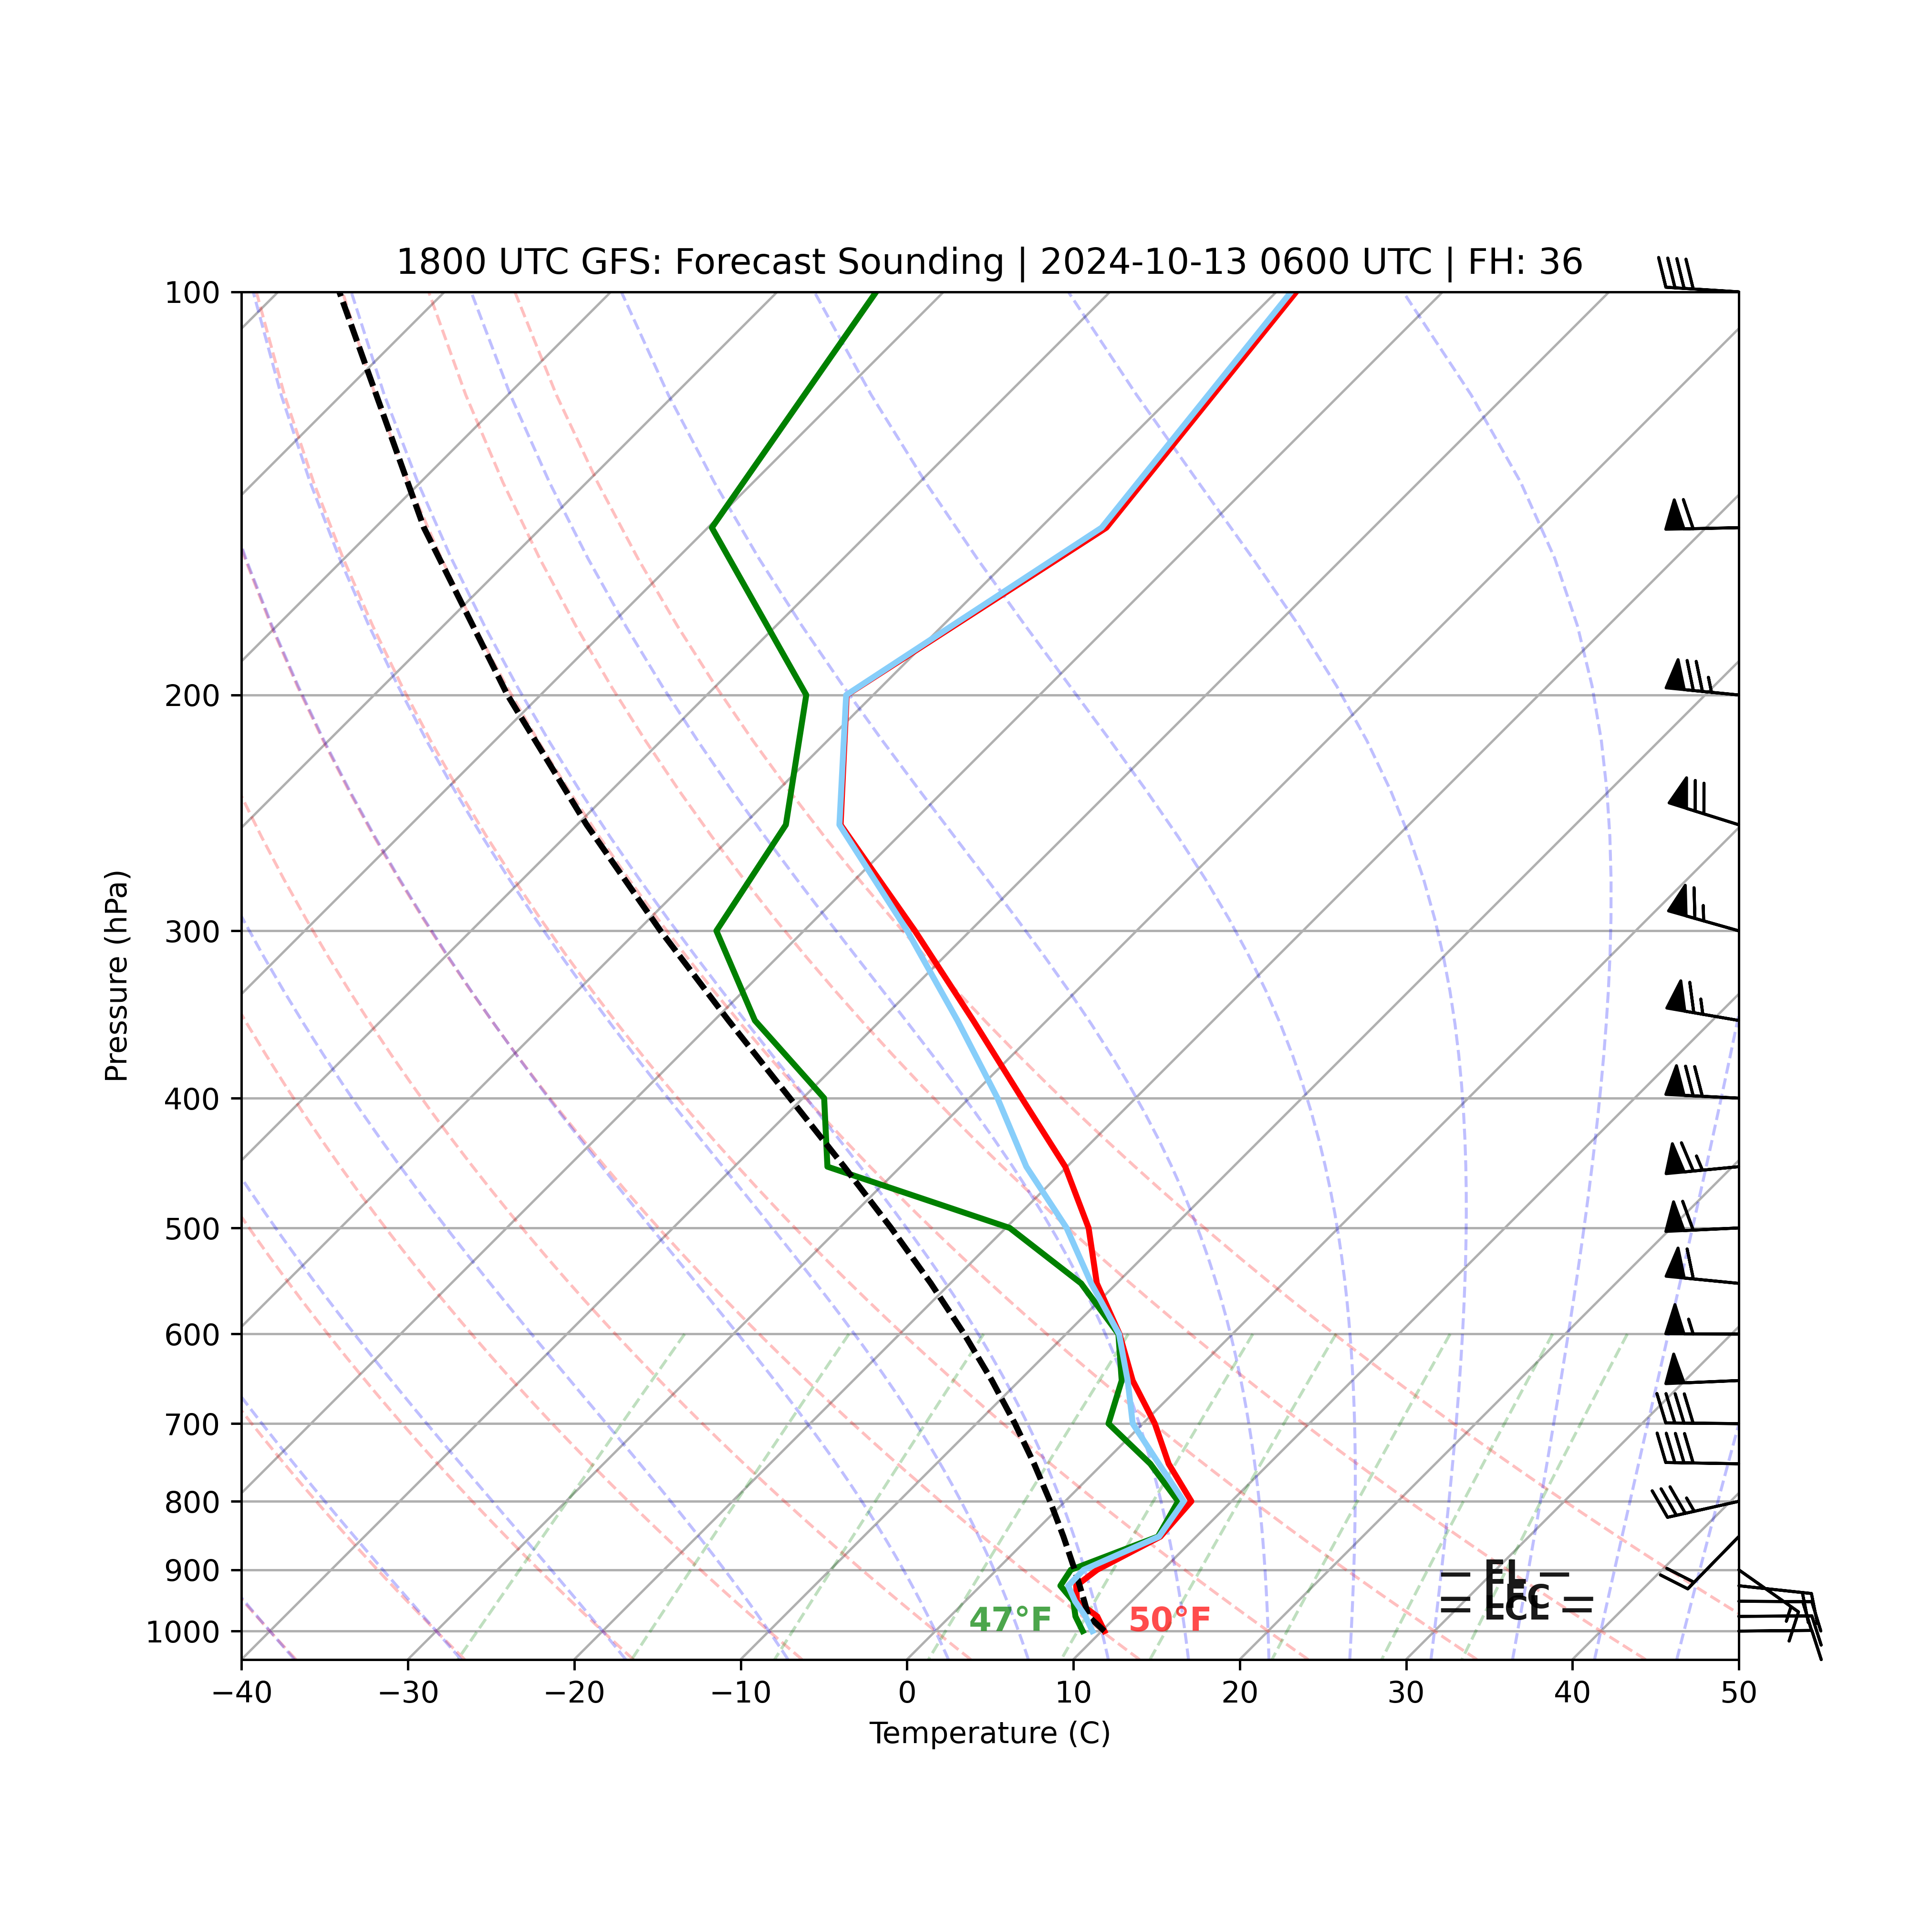 1800 UTC GFS: Forecast Sounding | 2024-10-13 0600 UTC | FH: 36
100
200
300
400
500
600
700
800
900
1000
Pressure (hPa)
— EL —
— LFC —
— LCL —
47°F 50°F
−40 −30 −20 −10 0 10 20 30 40 50
Temperature (C)